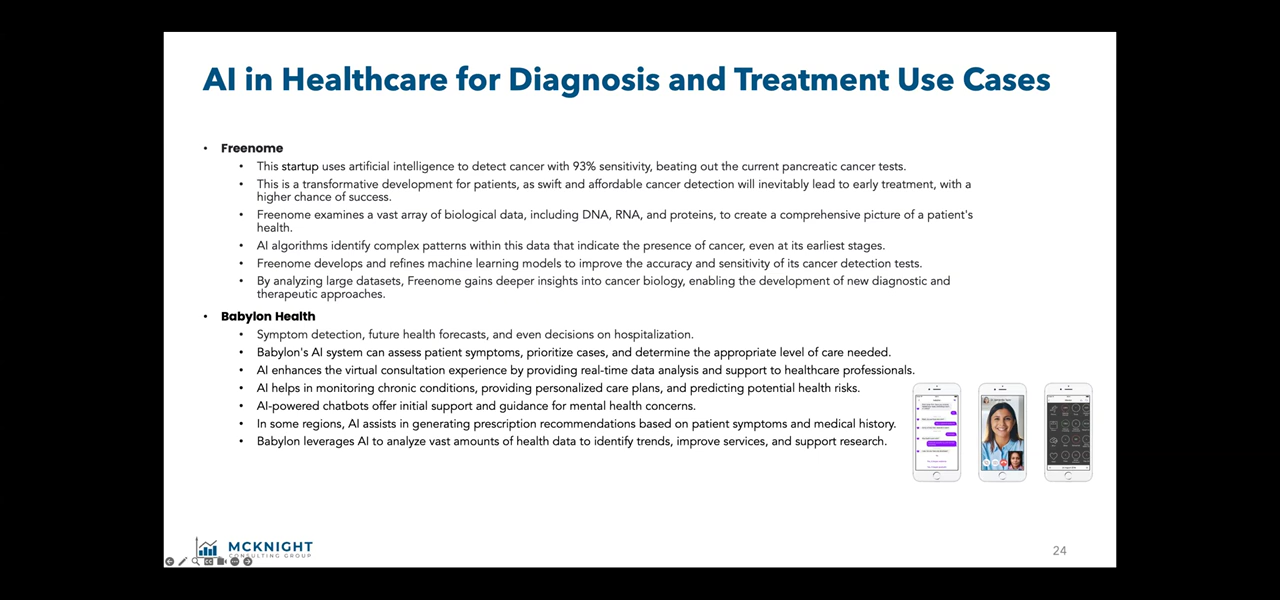 AI in Healthcare for Diagnosis and Treatment Use Cases
• Freenome
• This startup uses artificial intelligence to detect cancer with 93% sensitivity, beating out the current pancreatic cancer tests.
• This is a transformative development for patients, as swift and affordable cancer detection will inevitably lead to early treatment, with a
higher chance of success.
• Freenome examines a vast array of biological data, including DNA, RNA, and proteins, to create a comprehensive picture of a patient's
health.
• AI algorithms identify complex patterns within this data that indicate the presence of cancer, even at its earliest stages.
• Freenome develops and refines machine learning models to improve the accuracy and sensitivity of its cancer detection tests.
• By analyzing large datasets, Freenome gains deeper insights into cancer biology, enabling the development of new diagnostic and
therapeutic approaches.
• Babylon Health
• Symptom detection, future health forecasts, and even decisions on hospitalization.
• Babylon's AI system can assess patient symptoms, prioritize cases, and determine the appropriate level of care needed.
• AI enhances the virtual consultation experience by providing real-time data analysis and support to healthcare professionals.
• AI helps in monitoring chronic conditions, providing personalized care plans, and predicting potential health risks.
• AI-powered chatbots offer initial support and guidance for mental health concerns.
• In some regions, AI assists in generating prescription recommendations based on patient symptoms and medical history.
• Babylon leverages AI to analyze vast amounts of health data to identify trends, improve services, and support research.
MCKNIGHT
CONSULTING GROUP
24